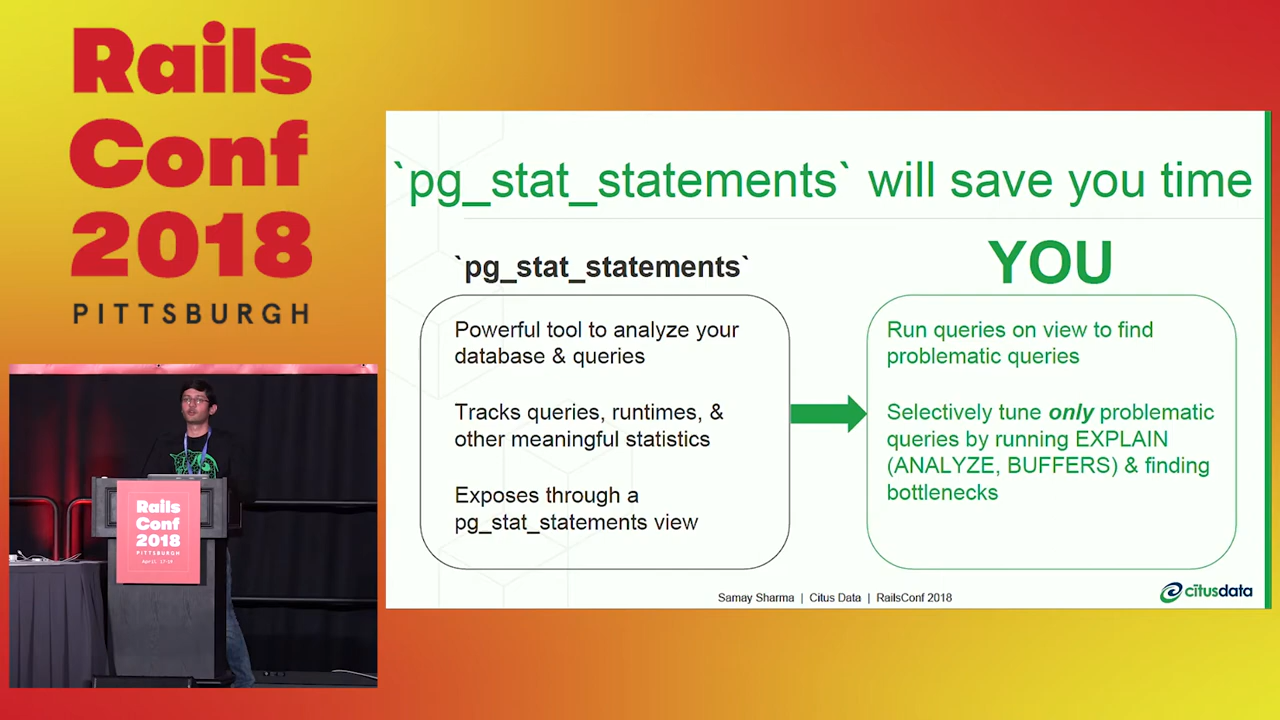 Rails
Conf
2018
PITTSBURGH
`pg_stat_statements` will save you time
`pg_stat_statements`
Powerful tool to analyze your
database & queries
Tracks queries, runtimes, &
other meaningful statistics
Exposes through a
pg_stat_statements view
YOU
Run queries on view to find
problematic queries
Selectively tune only problematic
queries by running EXPLAIN
(ANALYZE, BUFFERS) & finding
bottlenecks
Samay Sharma | Citus Data | RailsConf 2018
citusdata
Rails
Conf
2018
PITTSBURGH
April 17-19